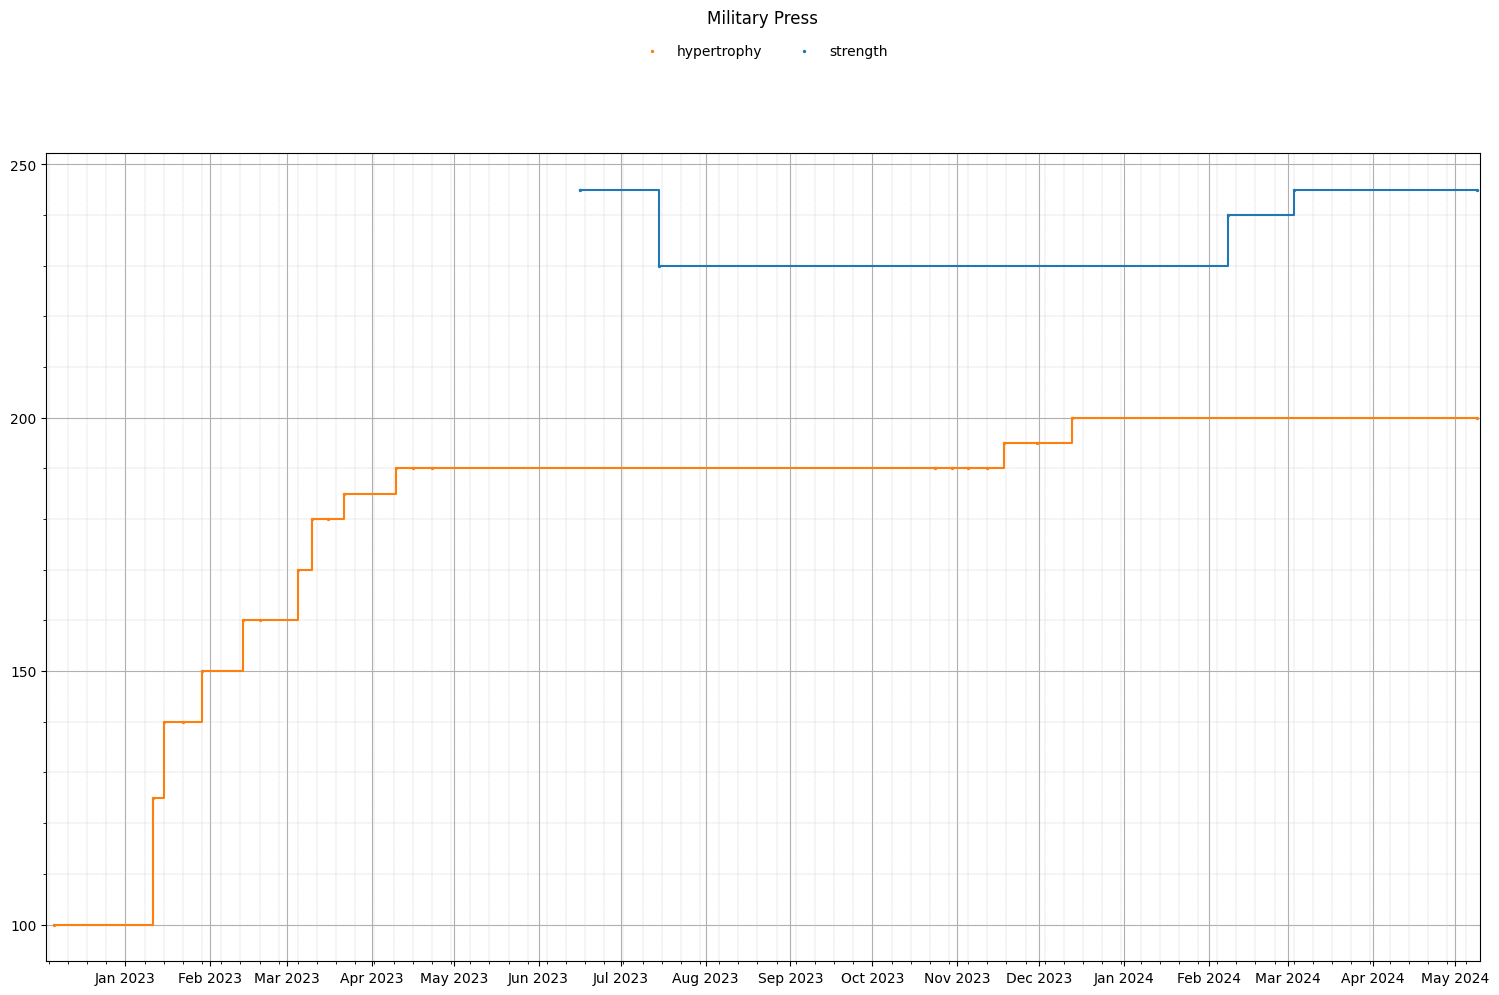 Military Press
hypertrophy strength
250
200
150
100
Jan 2023 Feb 2023 Mar 2023 Apr 2023 May 2023 Jun 2023 Jul 2023 Aug 2023 Sep 2023 Oct 2023 Nov 2023 Dec 2023 Jan 2024 Feb 2024 Mar 2024 Apr 2024 May 2024